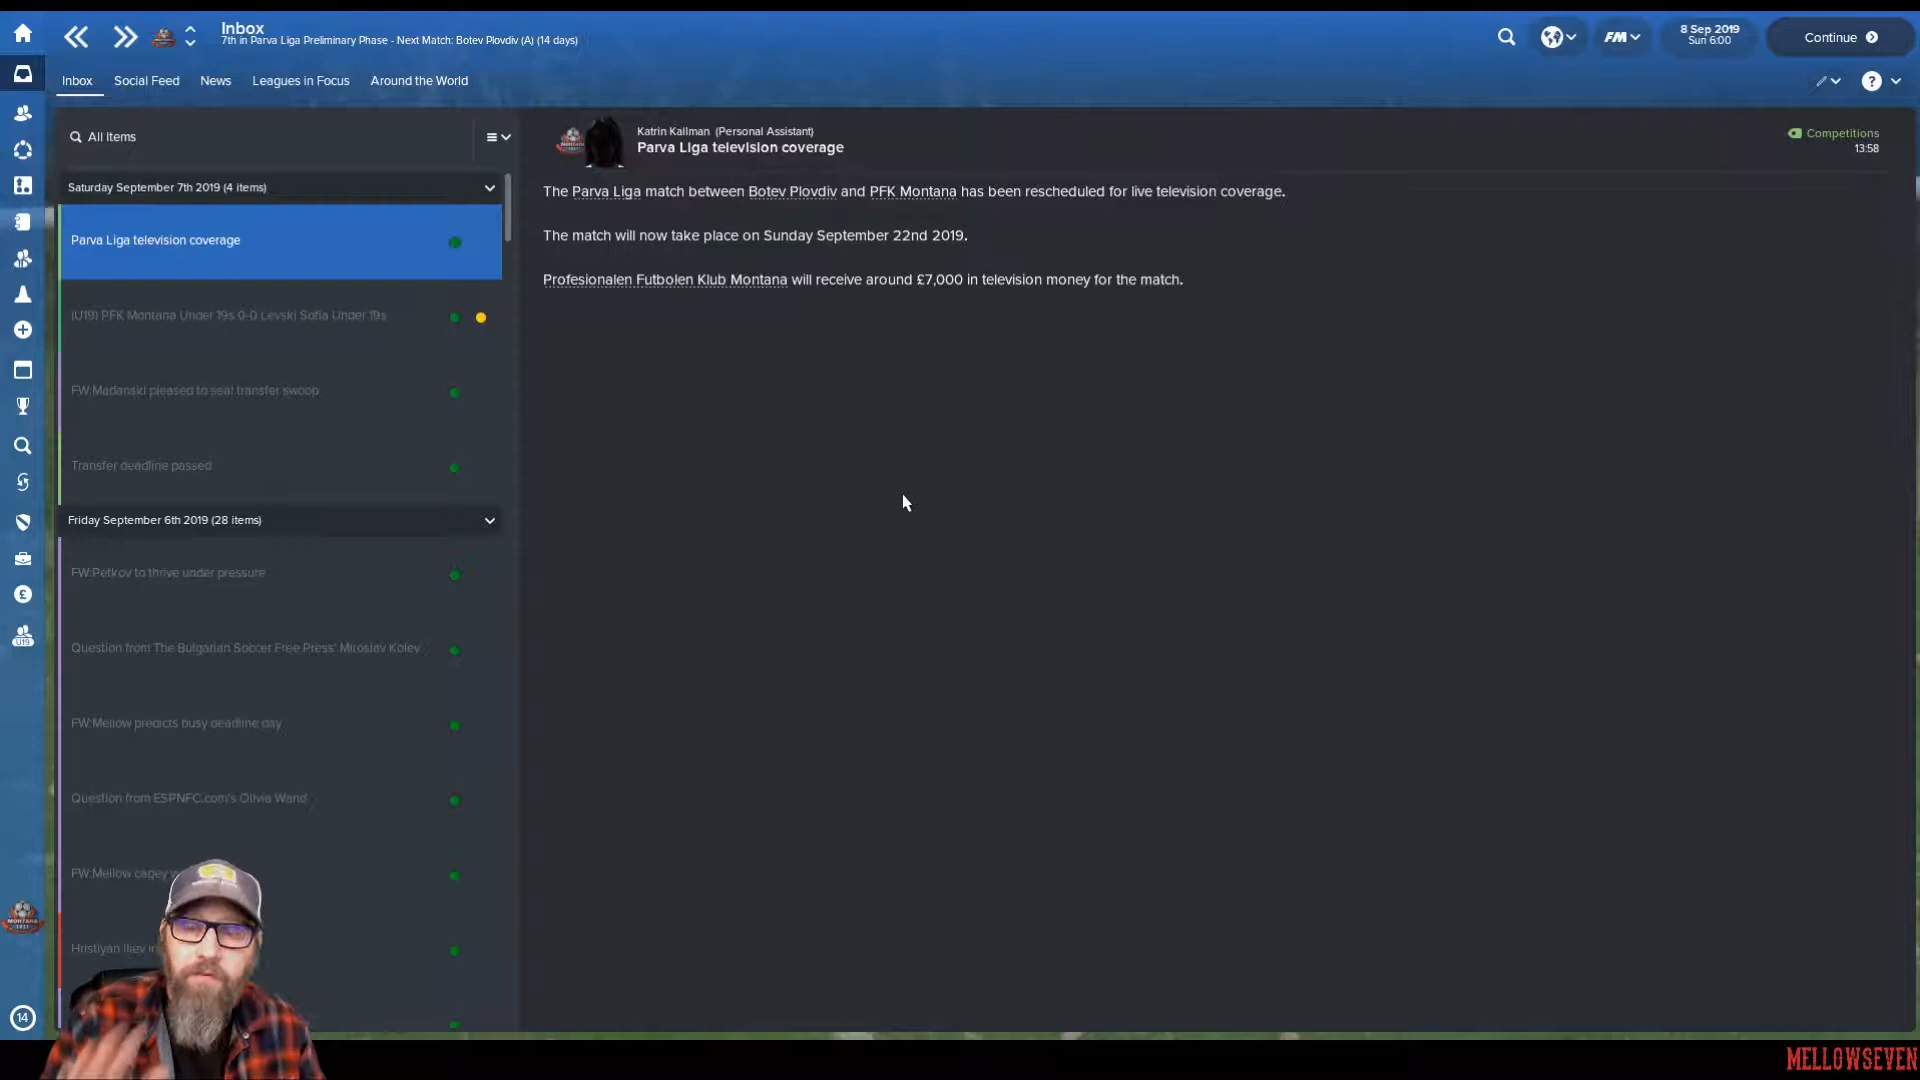 Inbox
7th in Parva Liga Preliminary Phase - Next Match: Botev Plovdiv (A) (14 days)
FM
8 Sep 2019
Sun 6:00
Continue
Inbox
Social Feed
News
Leagues in Focus
Around the World
?
All Items
Katrin Kallman (Personal Assistant)
Parva Liga television coverage
Competitions
13:58
Saturday September 7th 2019 (4 items)
Parva Liga television coverage
(U19) PFK Montana Under 19s 0-0 Levski Sofia Under 19s
FW:Madanski pleased to seal transfer swoop
Transfer deadline passed
The Parva Liga match between Botev Plovdiv and PFK Montana has been rescheduled for live television coverage.
The match will now take place on Sunday September 22nd 2019.
Profesionalen Futbolen Klub Montana will receive around £7,000 in television money for the match.
Friday September 6th 2019 (28 items)
FW:Petkov to thrive under pressure
Question from The Bulgarian Soccer Free Press' Miroslav Kolev
FW:Mellow predicts busy deadline day
Question from ESPNFC.com's Olivia Wand
FW:Mellow cagey
Hristiyan Iliev
£
U19
MONTANA
14
MELLOWSEVEN